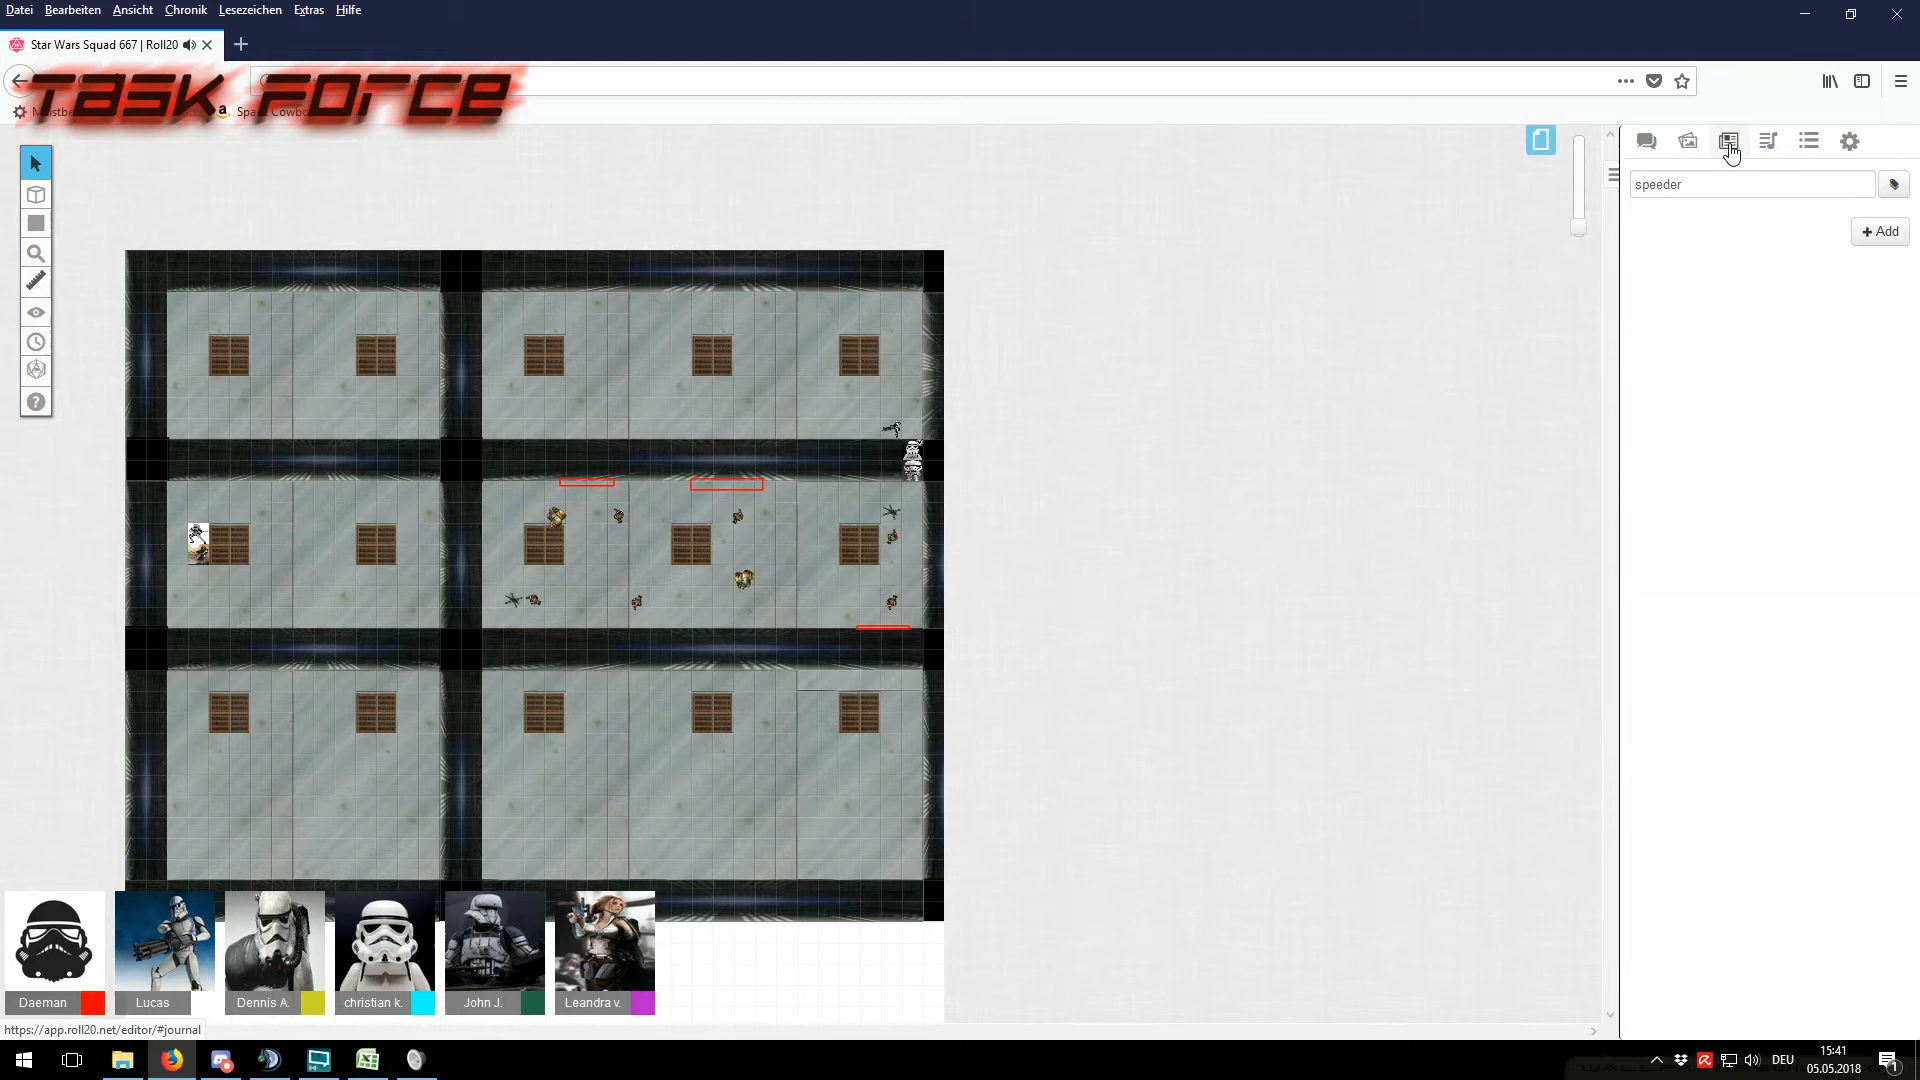 Datei Bearbeiten Ansicht Chronik Lesezeichen Extras Hilfe
Star Wars Squad 667 | Roll20
TASK FORCE
speeder
Add
Daeman
Lucas
Dennis A.
christian k.
John J.
Leandra v.
https://app.roll20.net/editor/#journal
DEU
15:41
05.05.2018
1